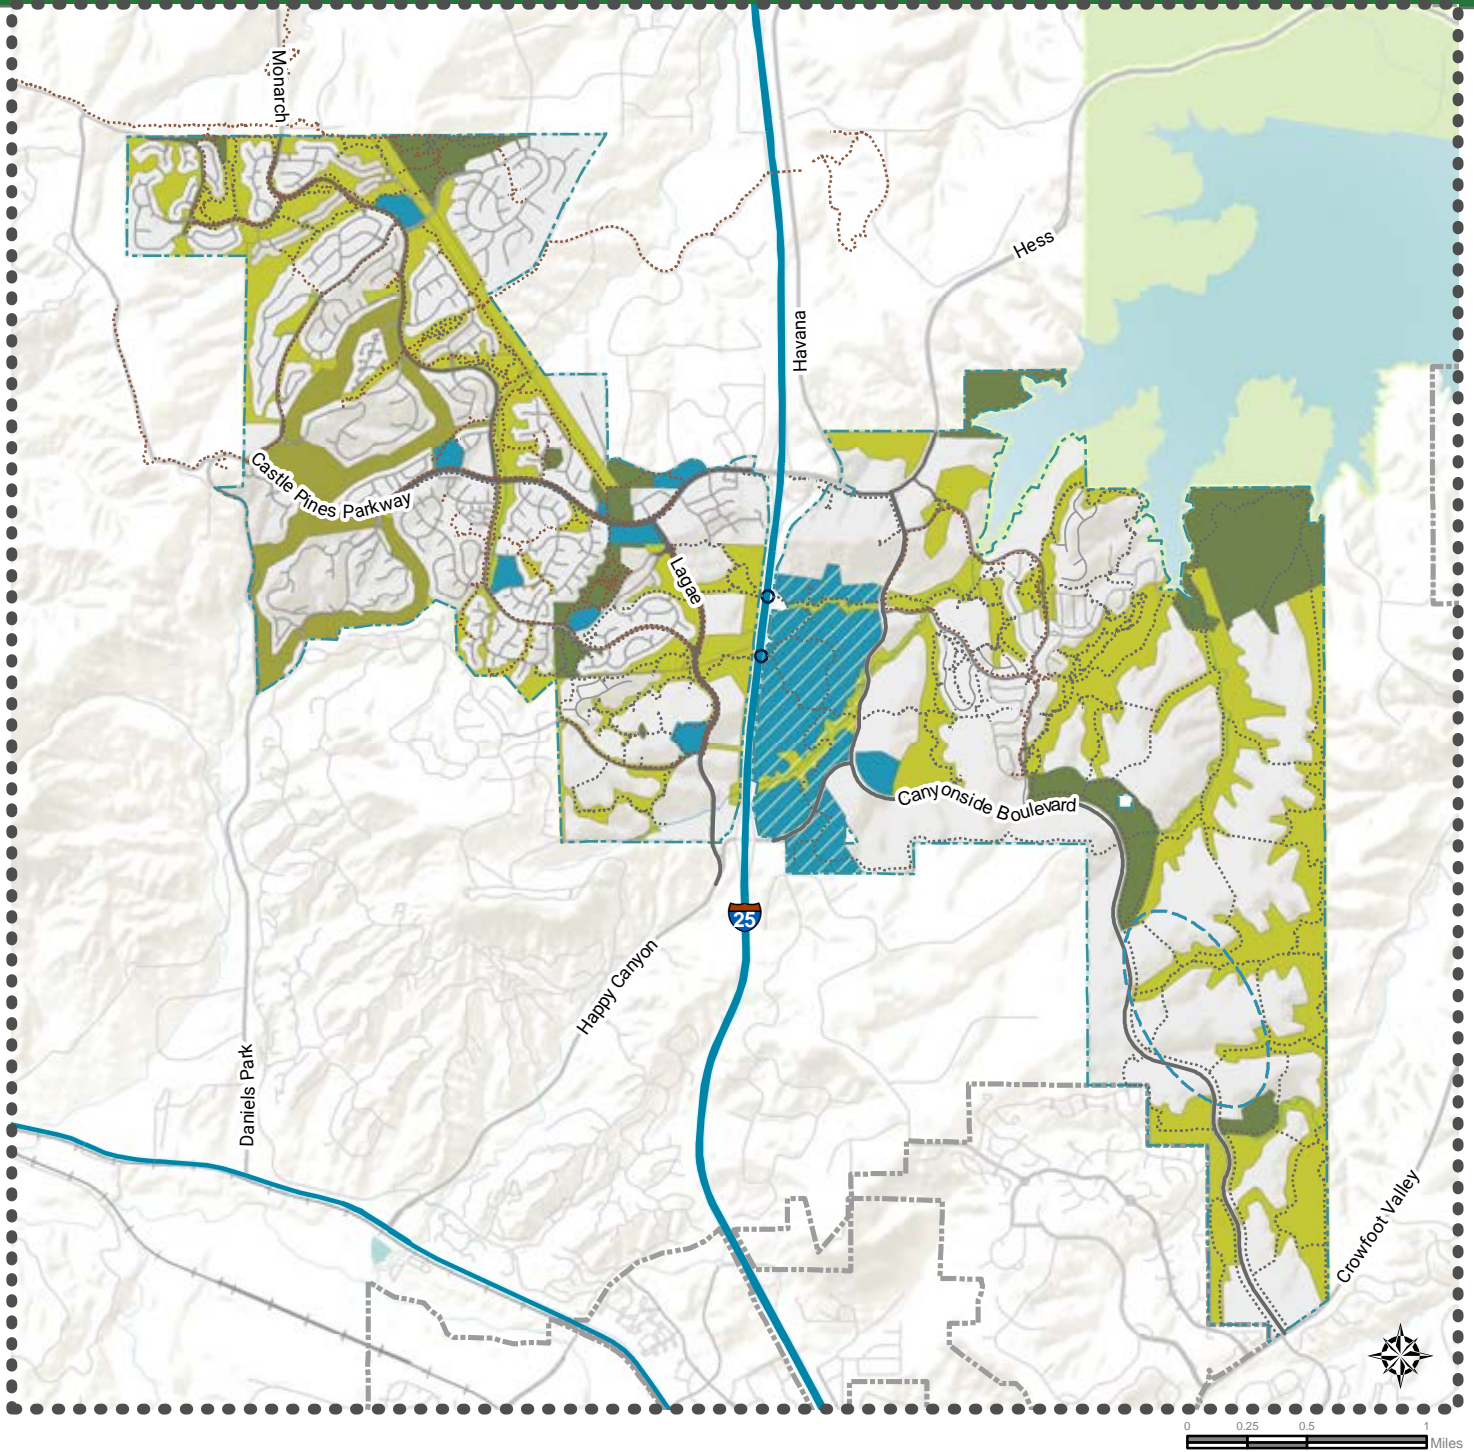 Monarch
Hess
Havana
Castle Pines Parkway
Lagae
Canyonside Boulevard
25
Happy Canyon
Daniels Park
Crowfoot Valley
0 0.25 0.5 1
Miles